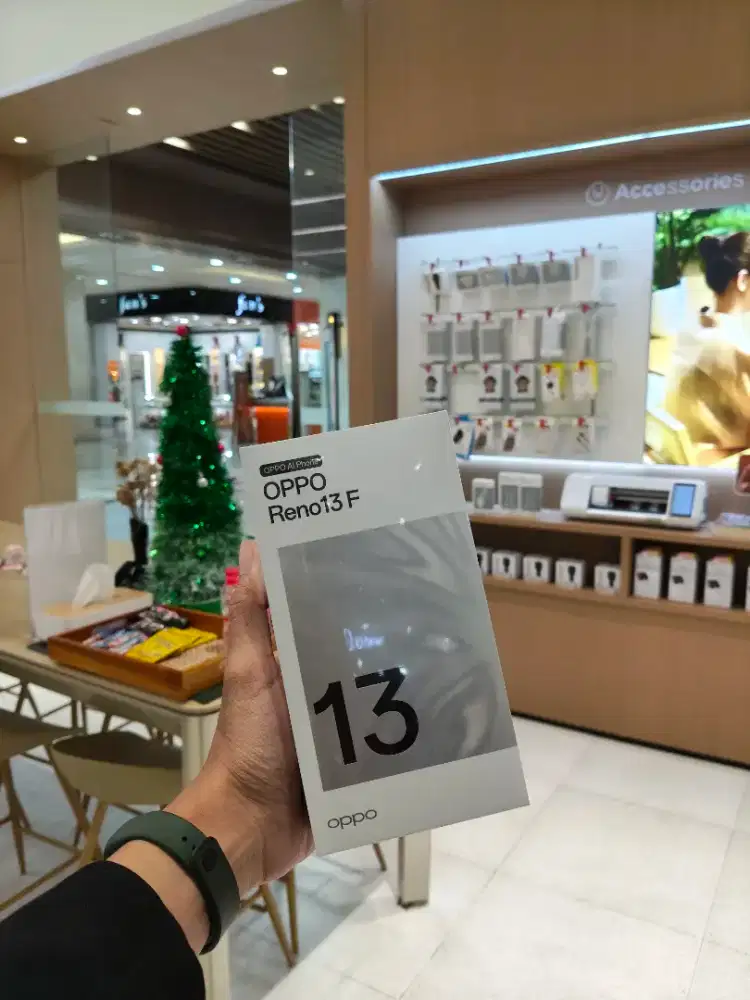 Accessories
OPPO AI Phone
OPPO
Reno13 F
13
oppo